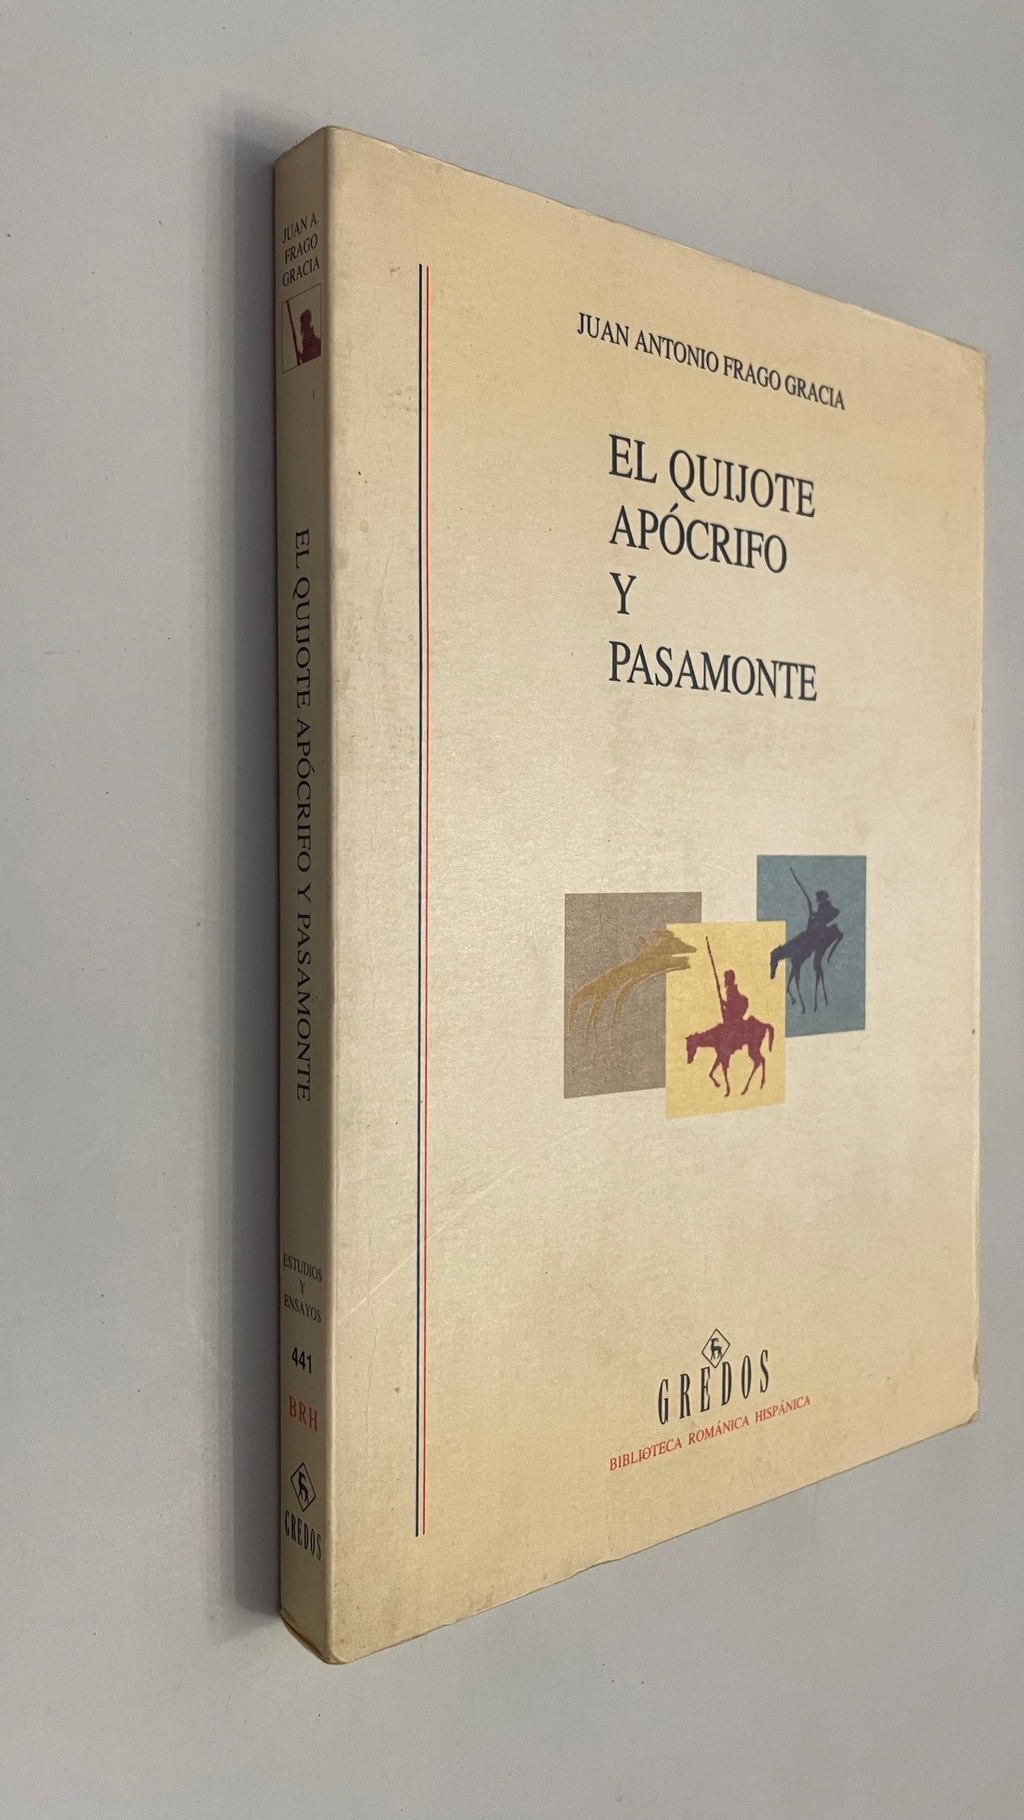 JUAN A.
FRAGO
GRACIA
EL QUIJOTE APÓCRIFO Y PASAMONTE
ESTUDIOS
Y
ENSAYOS
441
BRH
GREDOS
JUAN ANTONIO FRAGO GRACIA
EL QUIJOTE
APÓCRIFO
Y
PASAMONTE
GREDOS
BIBLIOTECA ROMÁNICA HISPÁNICA